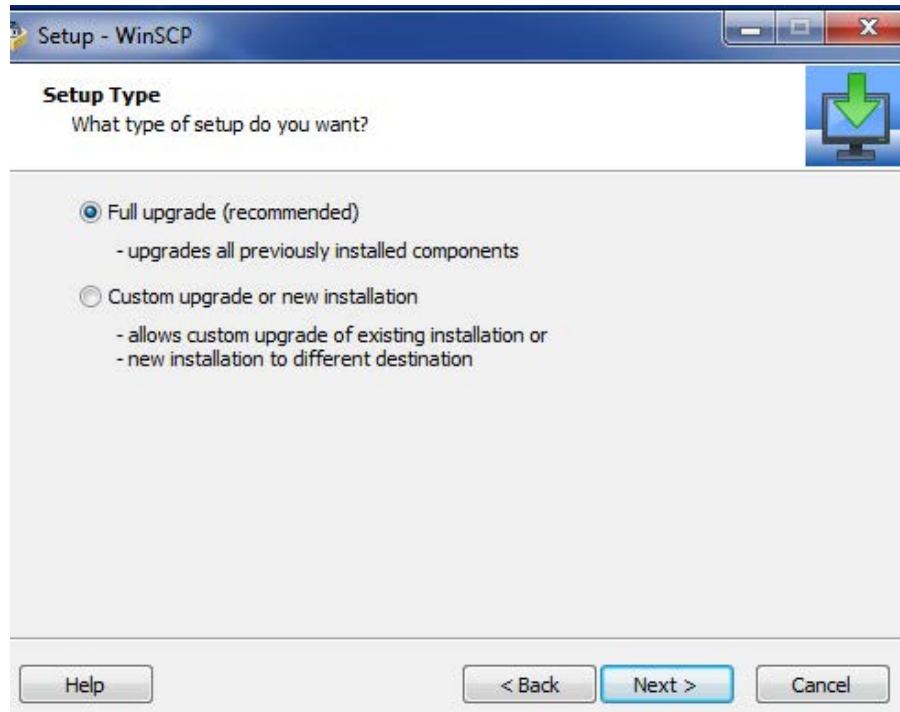 Setup - WinSCP
Setup Type
What type of setup do you want?
Full upgrade (recommended)
- upgrades all previously installed components
Custom upgrade or new installation
- allows custom upgrade of existing installation or
- new installation to different destination
Help
< Back
Next >
Cancel